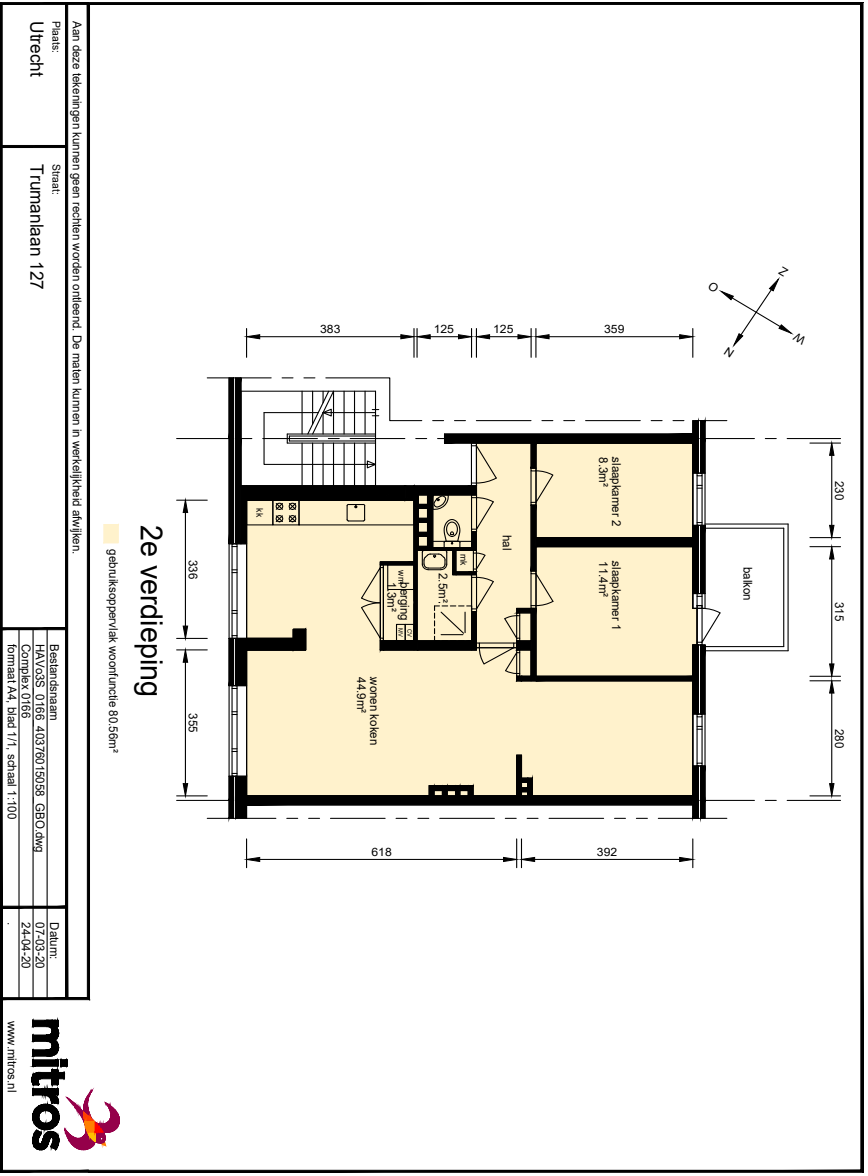 383
125
125
359
Z
O
W
N
230
315
280
336
355
618
392
slaapkamer 2
8.3m²
slaapkamer 1
11.4m²
balkon
hal
mk
2.5m²
kk
wm
berging
1.3m²
CV
MV
wonen koken
44.9m²
2e verdieping
gebruiksoppervlak woonfunctie 80.56m²
Aan deze tekeningen kunnen geen rechten worden ontleend. De maten kunnen in werkelijkheid afwijken.
Plaats:
Utrecht
Straat:
Trumanlaan 127
Bestandsnaam
HAVo3S_0166_40376015058_GBO.dwg
Complex 0166
formaat A4, blad 1/1, schaal 1:100
Datum:
07-03-20
24-04-20
.
mitros
www.mitros.nl